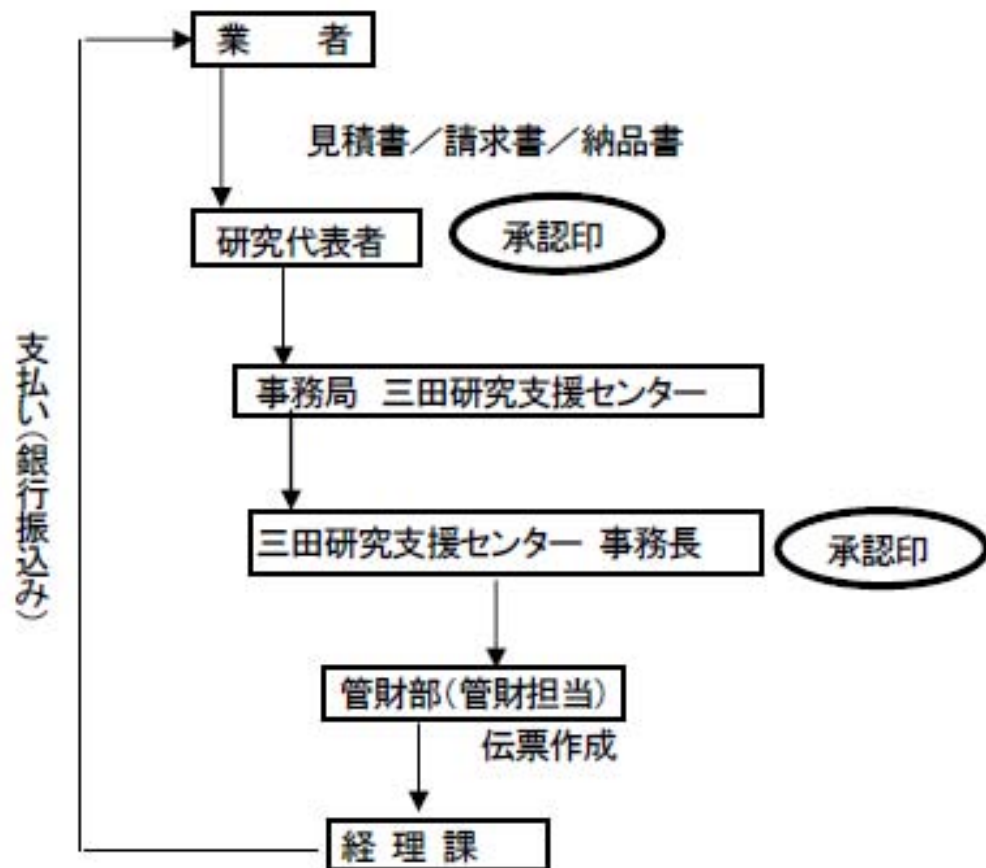 業　　者
見積書／請求書／納品書
研究代表者
承認印
事務局　三田研究支援センター
三田研究支援センター 事務長
承認印
管財部(管財担当)
伝票作成
経 理 課
支払い(銀行振込み)